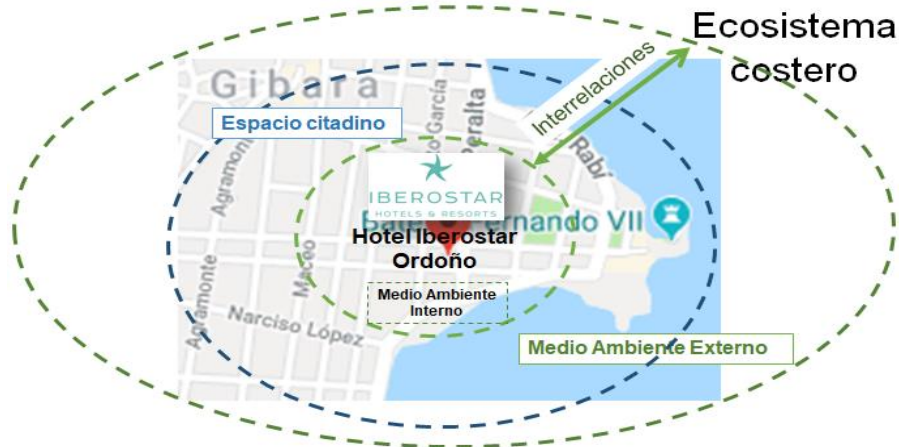 Ecosistema
costero
Interrelaciones
Gibara
Espacio citadino
García
Peralta
Rabí
Agramonte
IBEROSTAR
HOTELS & RESORTS
Fernando VII
Hotel Iberostar
Ordoño
Maceo
Medio Ambiente
Interno
Agramonte
Narciso López
Medio Ambiente Externo